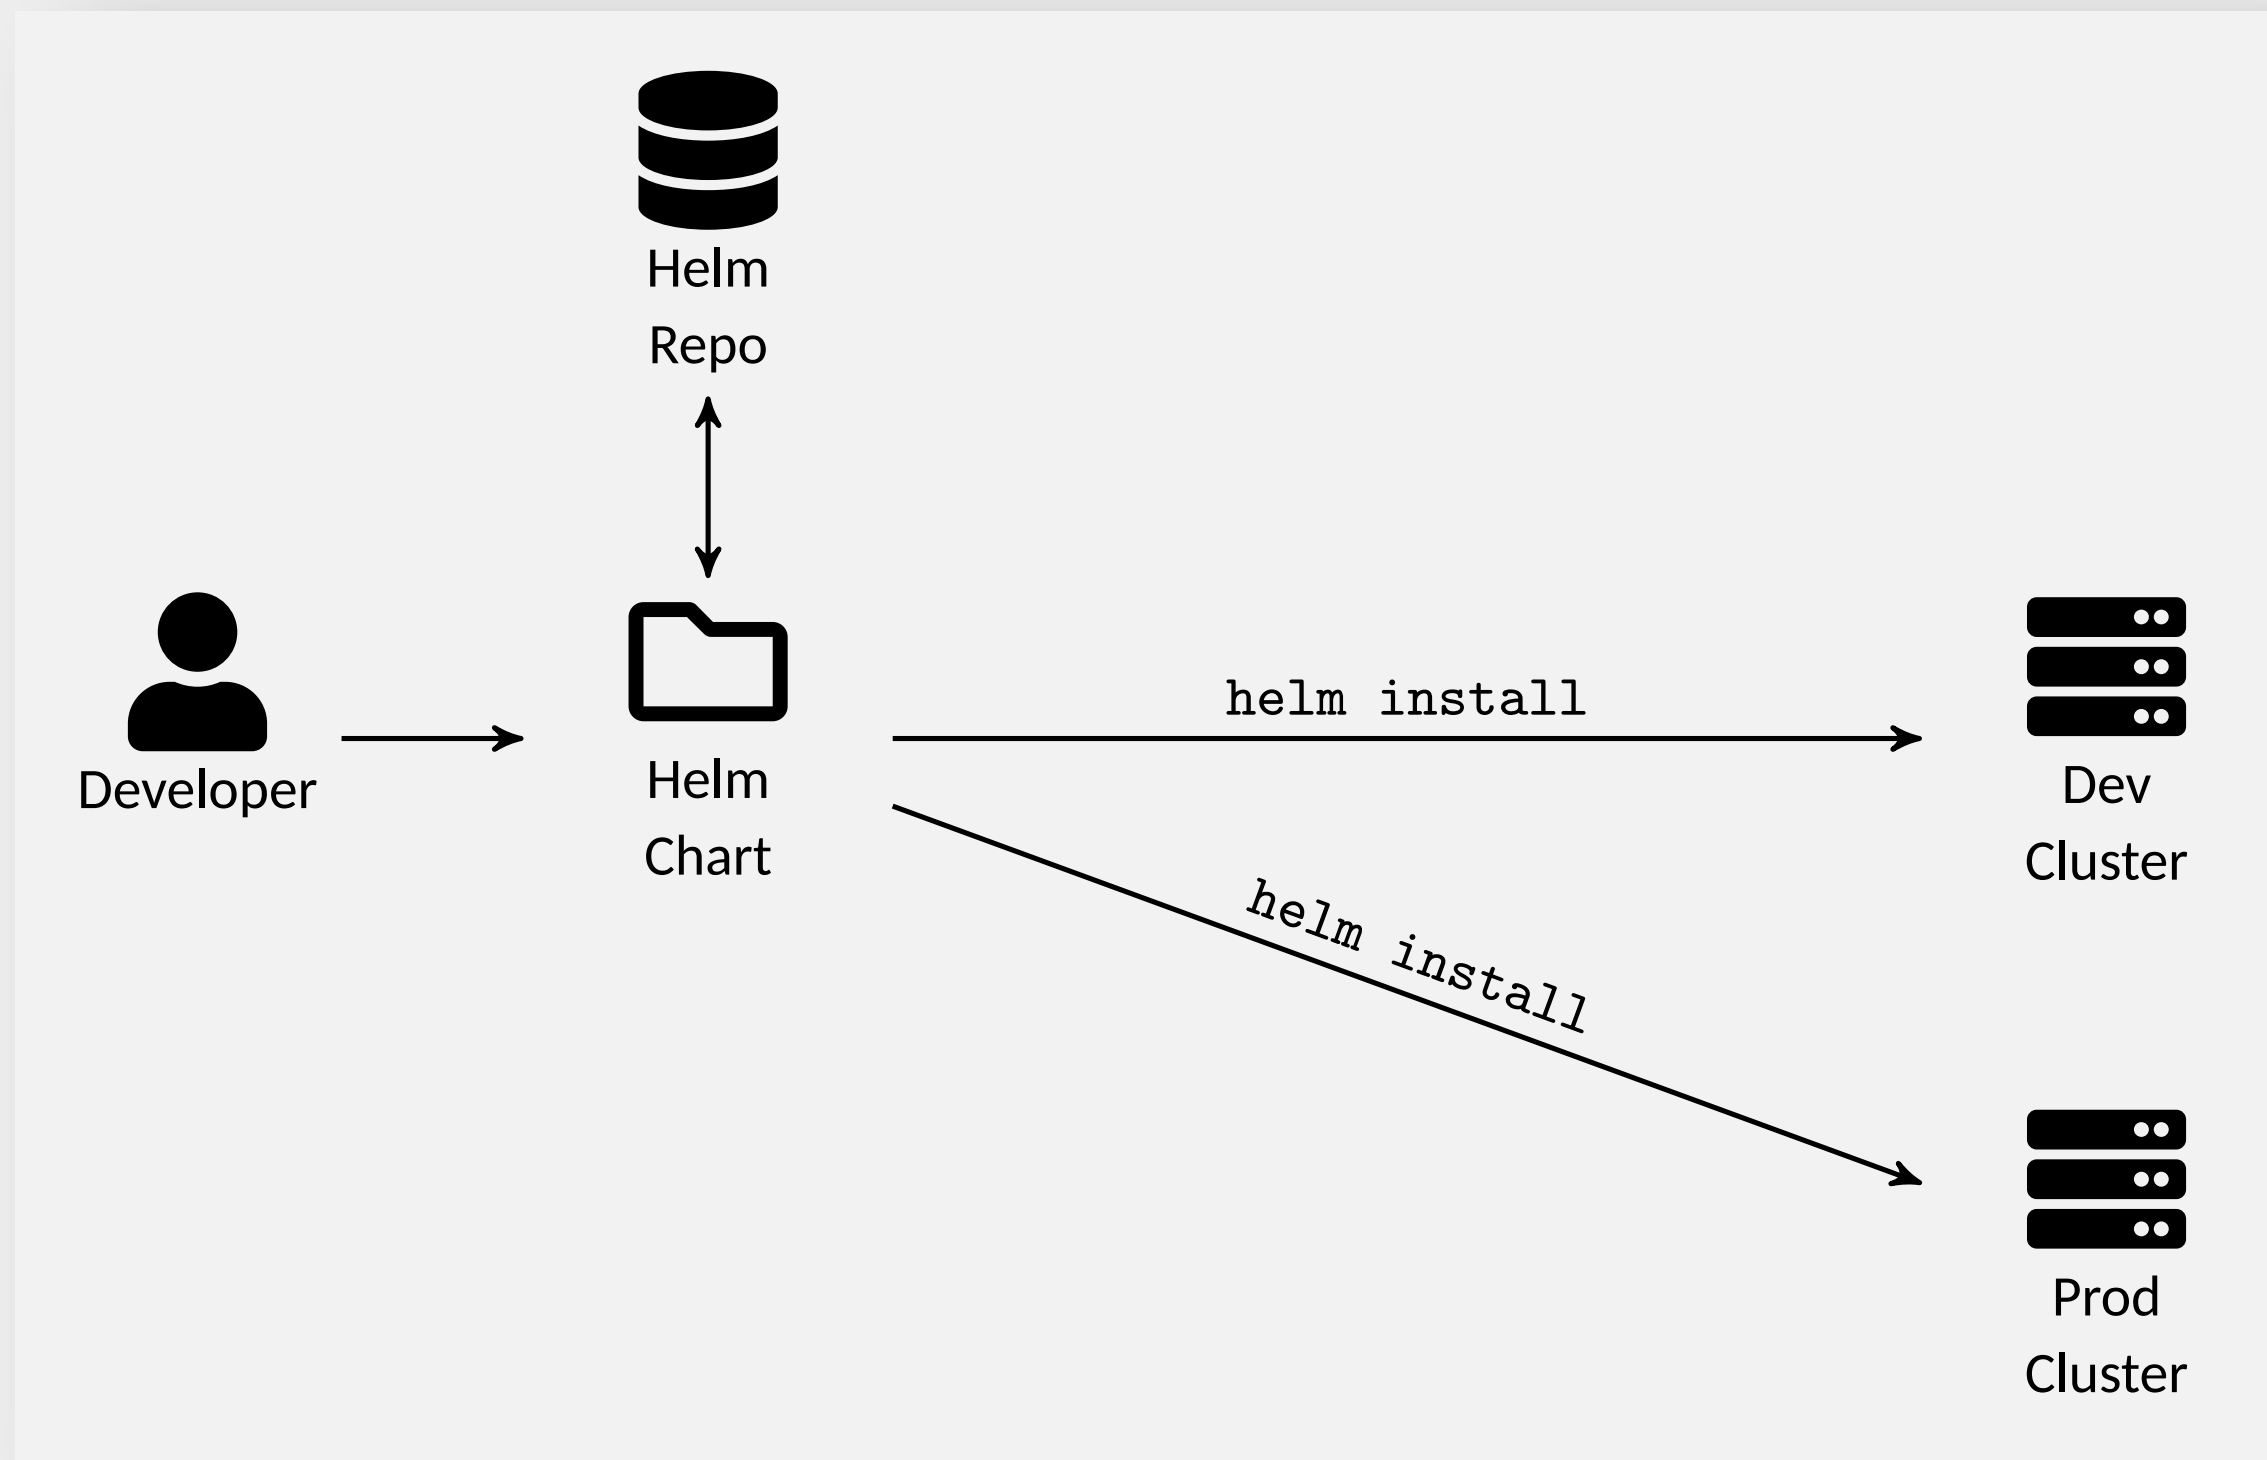 Helm
Repo
Developer
Helm
Chart
helm install
Dev
Cluster
helm install
Prod
Cluster